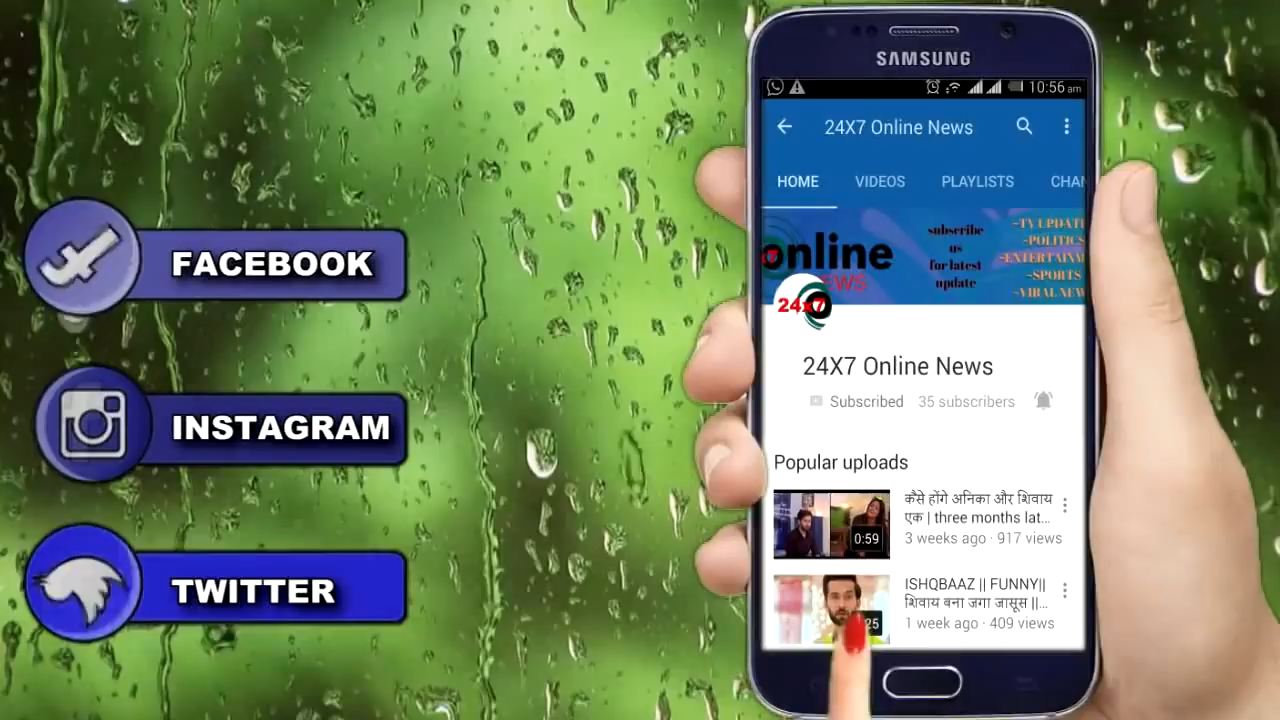 FACEBOOK
INSTAGRAM
TWITTER
SAMSUNG
10:56 am
24X7 Online News
HOME VIDEOS PLAYLISTS CHAN
online
NEWS
24x7
subscribe
us
for latest
update
~TV UPDAT
~POLITICS
~ENTERTAINM
~SPORTS
~VIRAL NEW
24X7 Online News
Subscribed 35 subscribers
Popular uploads
0:59
कैसे होंगे अनिका और शिवाय
एक | three months lat...
3 weeks ago · 917 views
25
ISHQBAAZ || FUNNY||
शिवाय बना जगा जासूस ||...
1 week ago · 409 views